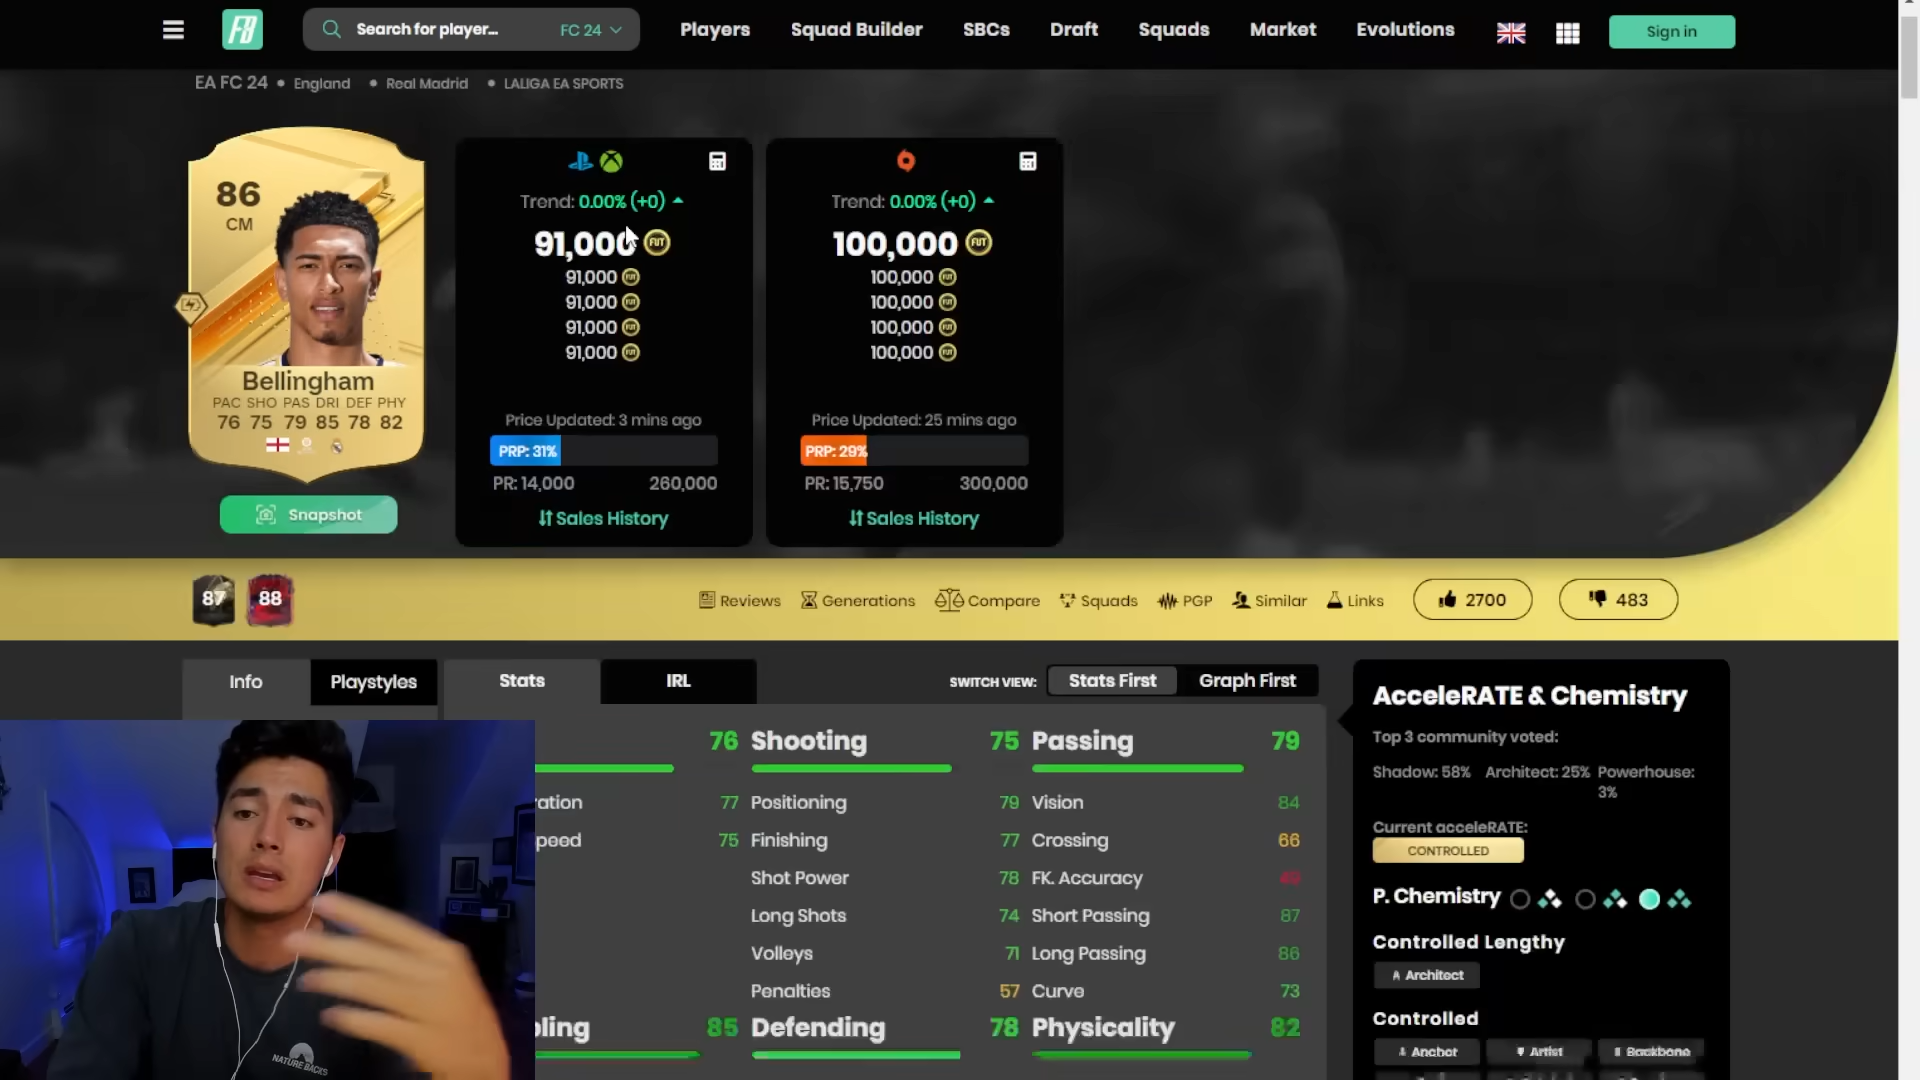 F8 Search for player... FC 24 Players Squad Builder SBCs Draft Squads Market Evolutions Sign in
EA FC 24 • England • Real Madrid • LALIGA EA SPORTS
86
CM
Bellingham
PAC SHO PAS DRI DEF PHY
76 75 79 85 78 82
Snapshot
Trend: 0.00% (+0)
91,000 FUT
91,000
91,000
91,000
91,000
Price Updated: 3 mins ago
PRP: 31%
PR: 14,000 260,000
Sales History
Trend: 0.00% (+0)
100,000 FUT
100,000
100,000
100,000
100,000
Price Updated: 25 mins ago
PRP: 29%
PR: 15,750 300,000
Sales History
87 88 Reviews Generations Compare Squads PGP Similar Links 2700 483
Info Playstyles Stats IRL SWITCH VIEW: Stats First Graph First
76
ration 77
peed 75
Shooting 75
Positioning 79
Finishing 77
Shot Power 78
Long Shots 74
Volleys 71
Penalties 57
Passing 79
Vision 84
Crossing 66
FK. Accuracy
Short Passing 87
Long Passing 86
Curve 73
bling 85 Defending 78 Physicality 82
AcceleRATE & Chemistry
Top 3 community voted:
Shadow: 58% Architect: 25% Powerhouse:
3%
Current acceleRATE:
CONTROLLED
P. Chemistry
Controlled Lengthy
Architect
Controlled
Anchor Artist Backbone
NATURE BACKS